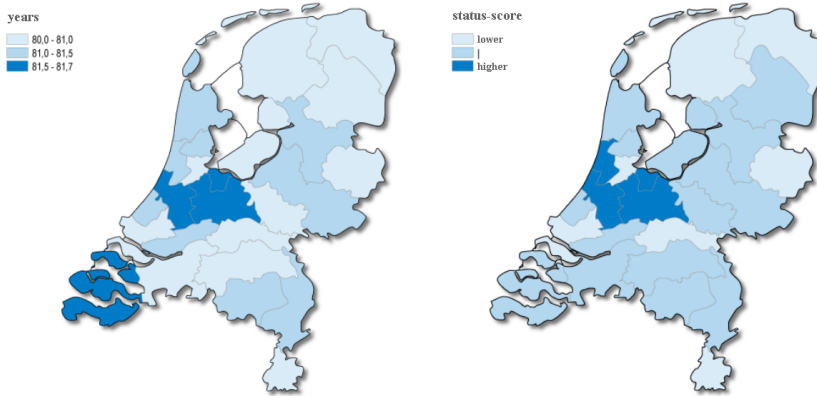 years
80,0 - 81,0
81,0 - 81,5
81,5 - 81,7
status-score
lower
|
higher